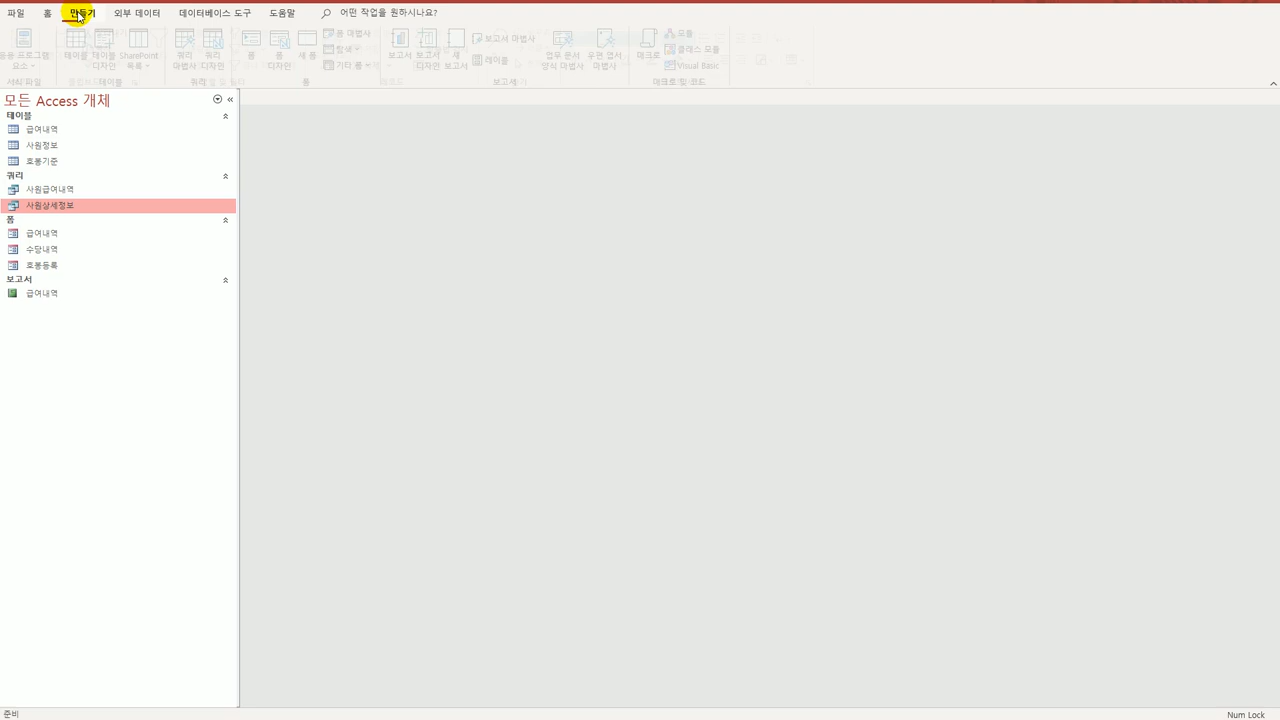 파일 홈 만들기 외부 데이터 데이터베이스 도구 도움말 어떤 작업을 원하시나요?
폼 마법사 보고서 마법사 모듈
탐색 클래스 모듈
테이블 테이블 SharePoint 쿼리 쿼리 폼 폼 새 폼 보고서 보고서 새 레이블 업무 문서 우편 엽서 매크로
요소 디자인 목록 마법사 디자인 디자인 기타 폼 디자인 보고서 양식 마법사 마법사 Visual Basic
테이블 쿼리 폼 보고서 매크로 및 코드
모든 Access 개체 «
테이블
급여내역
사원정보
호봉기준
쿼리
사원급여내역
사원상세정보
폼
급여내역
수당내역
호봉등록
보고서
급여내역
준비 Num Lock